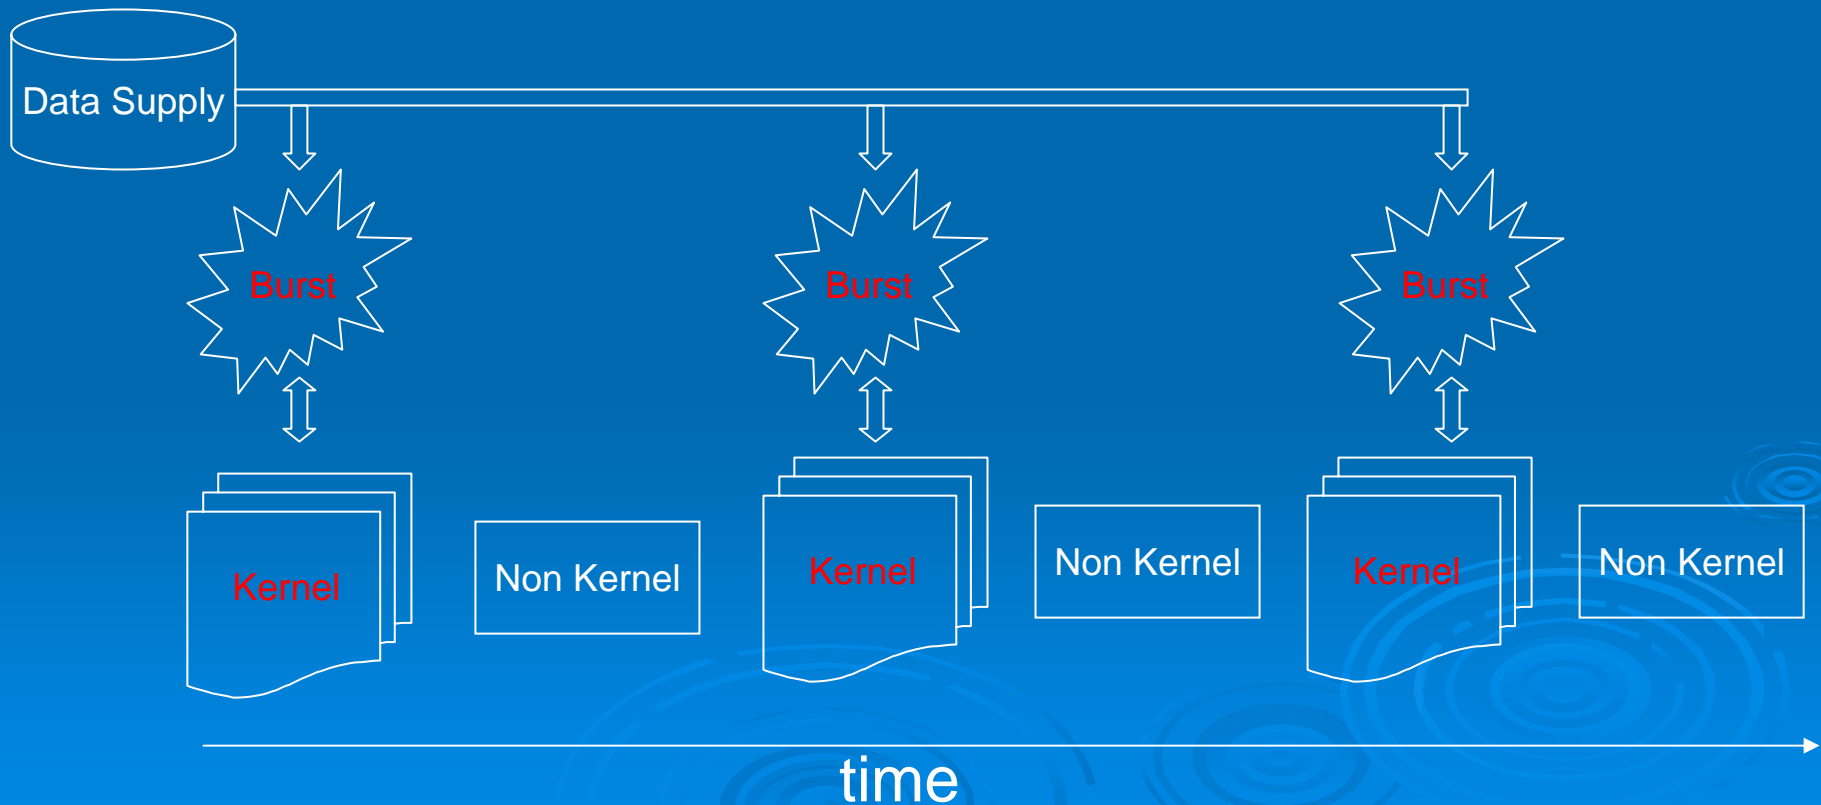 Data Supply
Burst
Burst
Burst
Kernel
Non Kernel
Kernel
Non Kernel
Kernel
Non Kernel
time